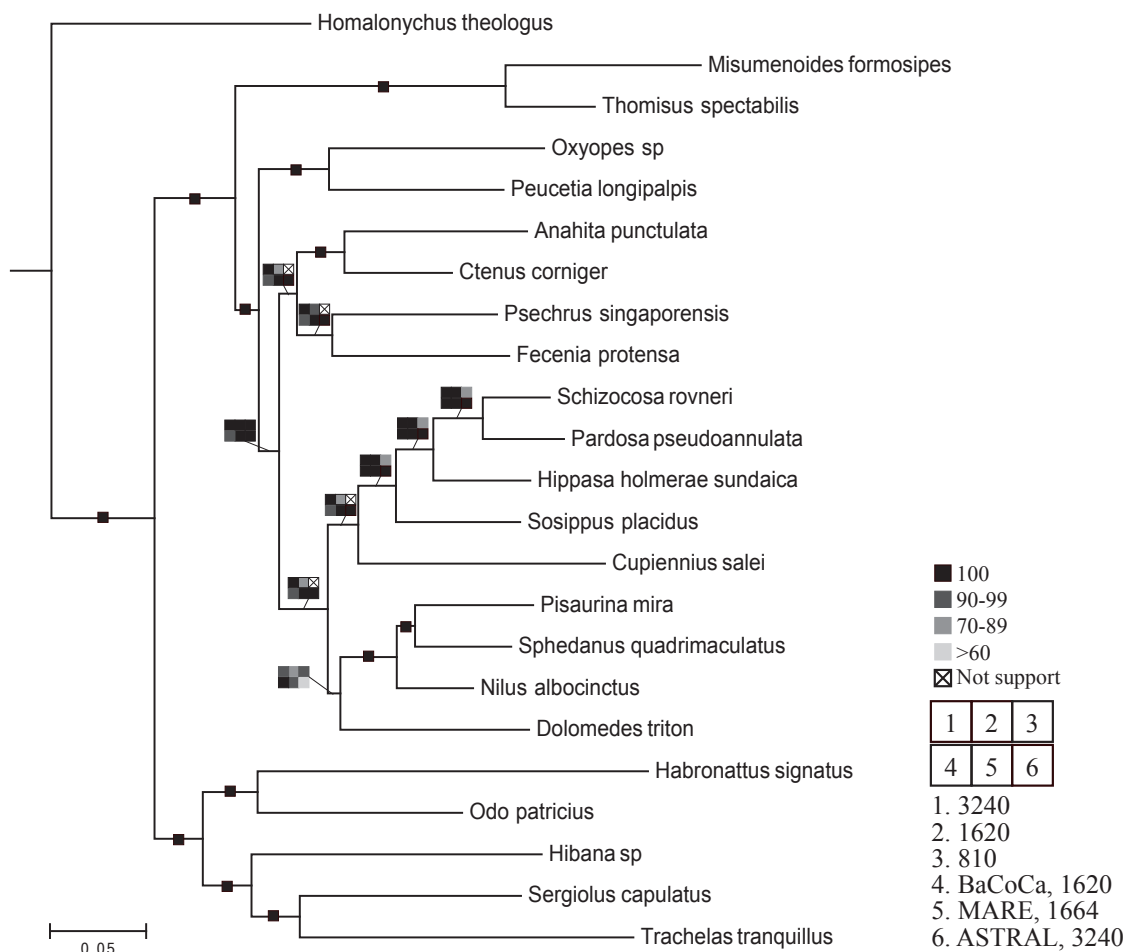 Homalonychus theologus
Misumenoides formosipes
Thomisus spectabilis
Oxyopes sp
Peucetia longipalpis
Anahita punctulata
Ctenus corniger
Psechrus singaporensis
Fecenia protensa
Schizocosa rovneri
Pardosa pseudoannulata
Hippasa holmerae sundaica
Sosippus placidus
Cupiennius salei
Pisaurina mira
Sphedanus quadrimaculatus
Nilus albocinctus
Dolomedes triton
Habronattus signatus
Odo patricius
Hibana sp
Sergiolus capulatus
Trachelas tranquillus
0.05
100
90-99
70-89
>60
Not support
1 2 3
4 5 6
1. 3240
2. 1620
3. 810
4. BaCoCa, 1620
5. MARE, 1664
6. ASTRAL, 3240